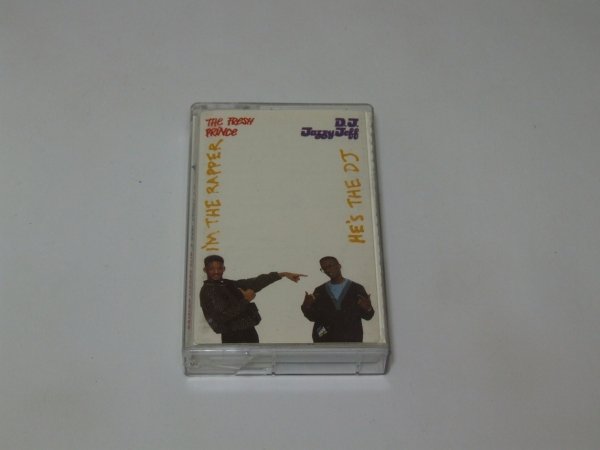 THE FRESH
PRINCE
D.J.
Jazzy Jeff
I'M THE RAPPER
HE'S THE DJ